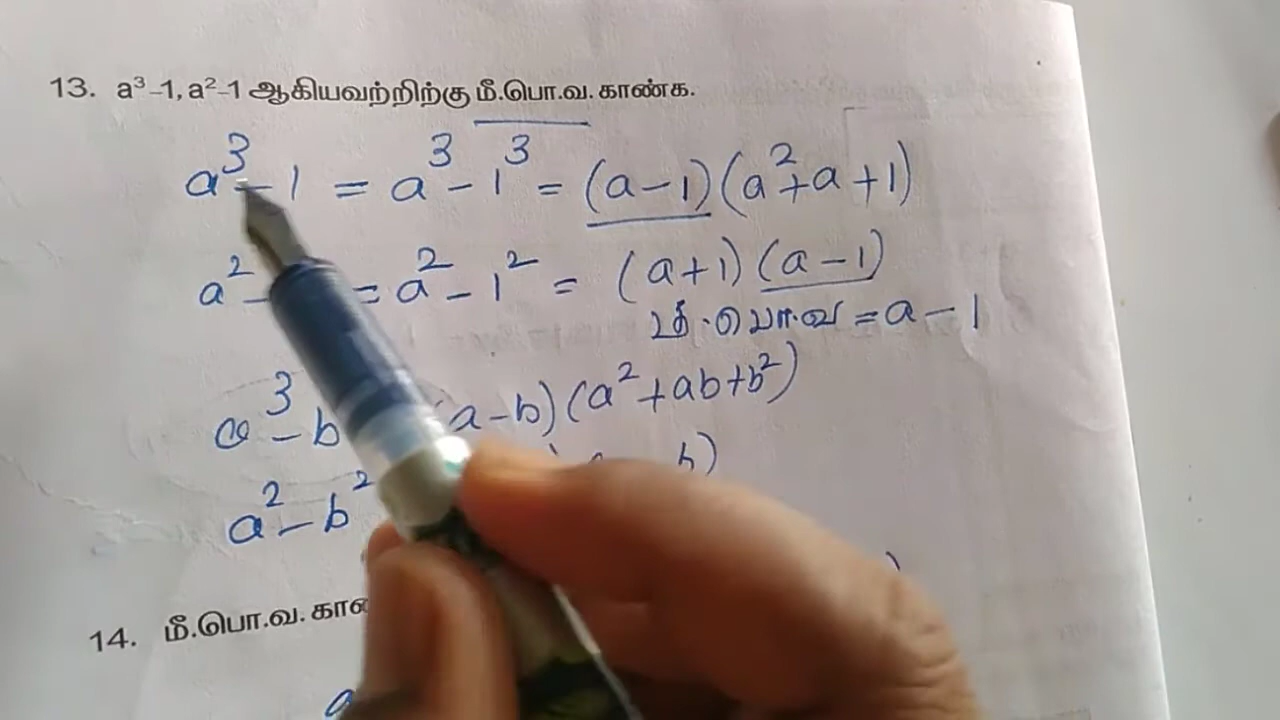 13. a³–1, a²–1 ஆகியவற்றிற்கு மீ.பொ.வ. காண்க.
a³ – 1 = a³ – 1³ = (a – 1)(a² + a + 1)
a² – = a² – 1² = (a+1)(a – 1)
மீ.பொ.வ = a – 1
a³ – b (a – b)(a² + ab + b²)
a² – b² b)
14. மீ.பொ.வ.
a